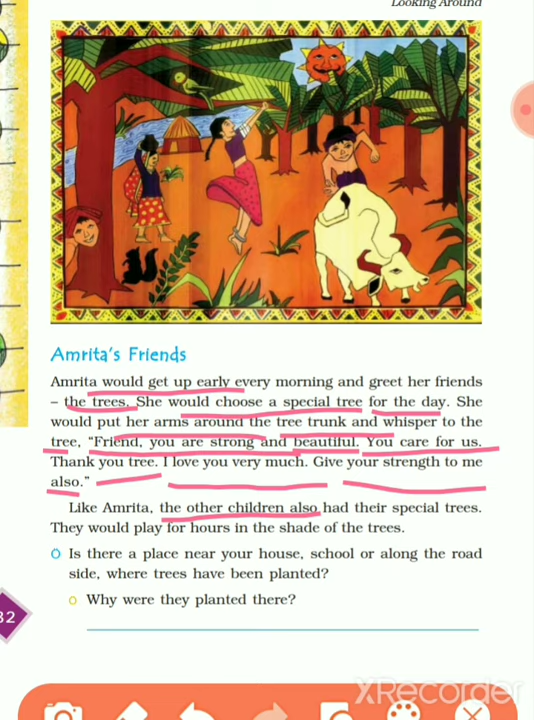 Looking Around
Amrita's Friends
Amrita would get up early every morning and greet her friends
– the trees. She would choose a special tree for the day. She
would put her arms around the tree trunk and whisper to the
tree, “Friend, you are strong and beautiful. You care for us.
Thank you tree. I love you very much. Give your strength to me
also.”
Like Amrita, the other children also had their special trees.
They would play for hours in the shade of the trees.
Is there a place near your house, school or along the road
side, where trees have been planted?
Why were they planted there?
32
XRecorder